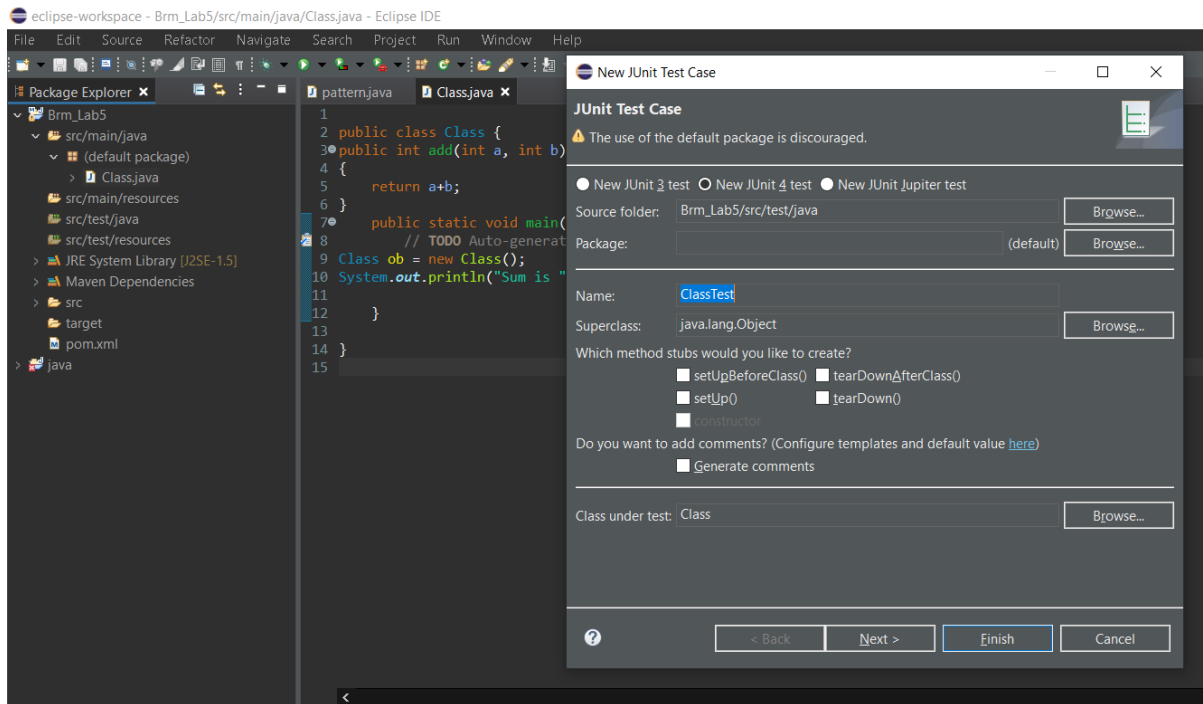 eclipse-workspace - Brm_Lab5/src/main/java/Class.java - Eclipse IDE
File Edit Source Refactor Navigate Search Project Run Window Help
Package Explorer
Brm_Lab5
src/main/java
(default package)
Class.java
src/main/resources
src/test/java
src/test/resources
JRE System Library [J2SE-1.5]
Maven Dependencies
src
target
pom.xml
java
pattern.java Class.java
1
2 public class Class {
3 public int add(int a, int b)
4 {
5 return a+b;
6 }
7 public static void main(
8 // TODO Auto-generat
9 Class ob = new Class();
10 System.out.println("Sum is "
11
12 }
13
14 }
15
New JUnit Test Case
JUnit Test Case
The use of the default package is discouraged.
New JUnit 3 test New JUnit 4 test New JUnit Jupiter test
Source folder: Brm_Lab5/src/test/java Browse...
Package: (default) Browse...
Name: ClassTest
Superclass: java.lang.Object Browse...
Which method stubs would you like to create?
setUpBeforeClass() tearDownAfterClass()
setUp() tearDown()
constructor
Do you want to add comments? (Configure templates and default value here)
Generate comments
Class under test: Class Browse...
? < Back Next > Finish Cancel